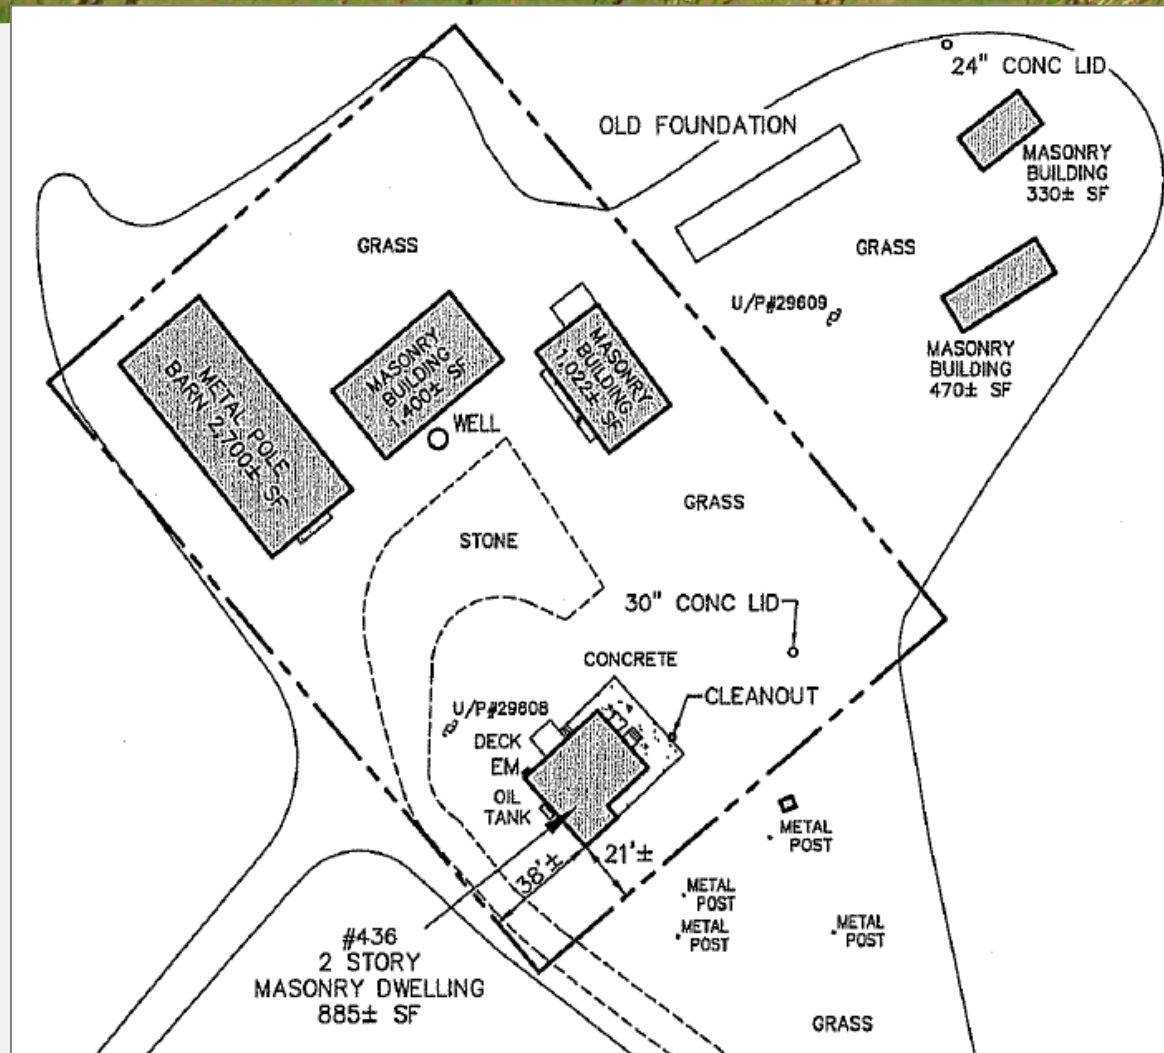 24" CONC LID
OLD FOUNDATION
MASONRY
BUILDING
330± SF
GRASS
GRASS
U/P#29609
MASONRY
BUILDING
470± SF
METAL POLE
BARN 2,700± SF
MASONRY
BUILDING
1,400± SF
MASONRY
BUILDING
1,022± SF
WELL
GRASS
STONE
30" CONC LID
CONCRETE
CLEANOUT
U/P#29608
DECK
EM
OIL
TANK
38'±
21'±
METAL
POST
METAL
POST
METAL
POST
METAL
POST
#436
2 STORY
MASONRY DWELLING
885± SF
GRASS